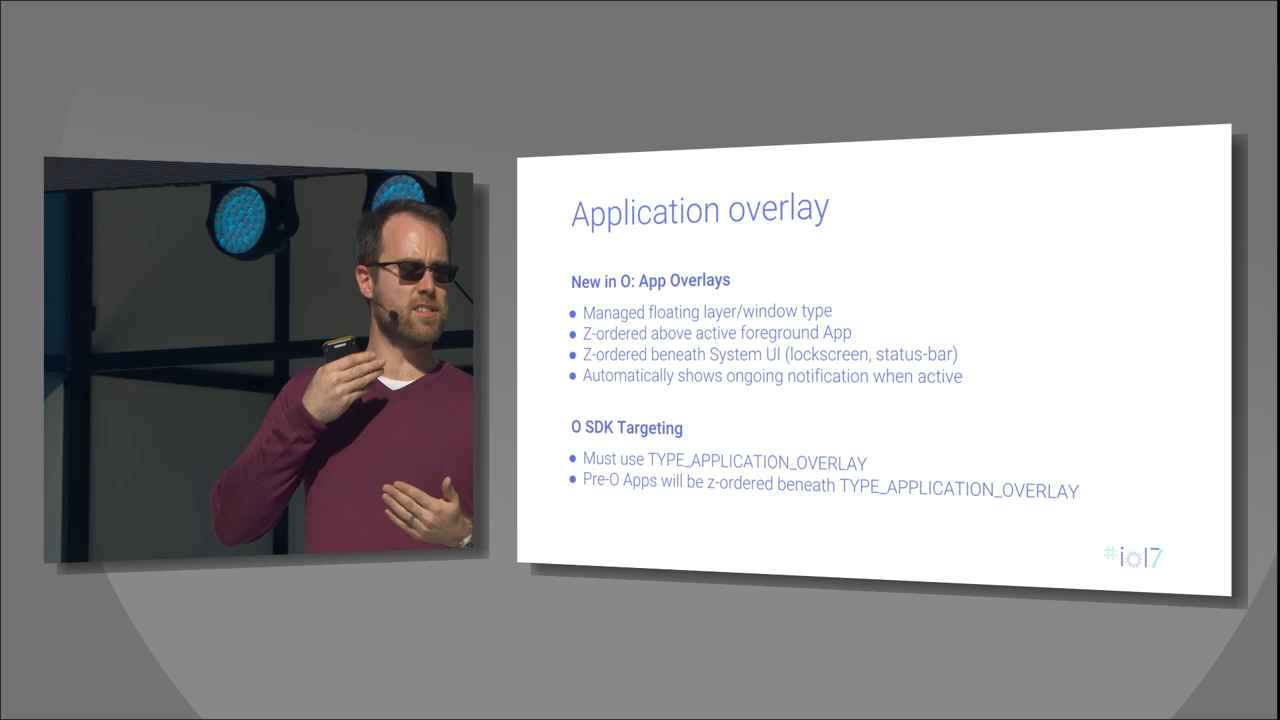 Application overlay
New in O: App Overlays
● Managed floating layer/window type
● Z-ordered above active foreground App
● Z-ordered beneath System UI (lockscreen, status-bar)
● Automatically shows ongoing notification when active
O SDK Targeting
● Must use TYPE_APPLICATION_OVERLAY
● Pre-O Apps will be z-ordered beneath TYPE_APPLICATION_OVERLAY
#io17